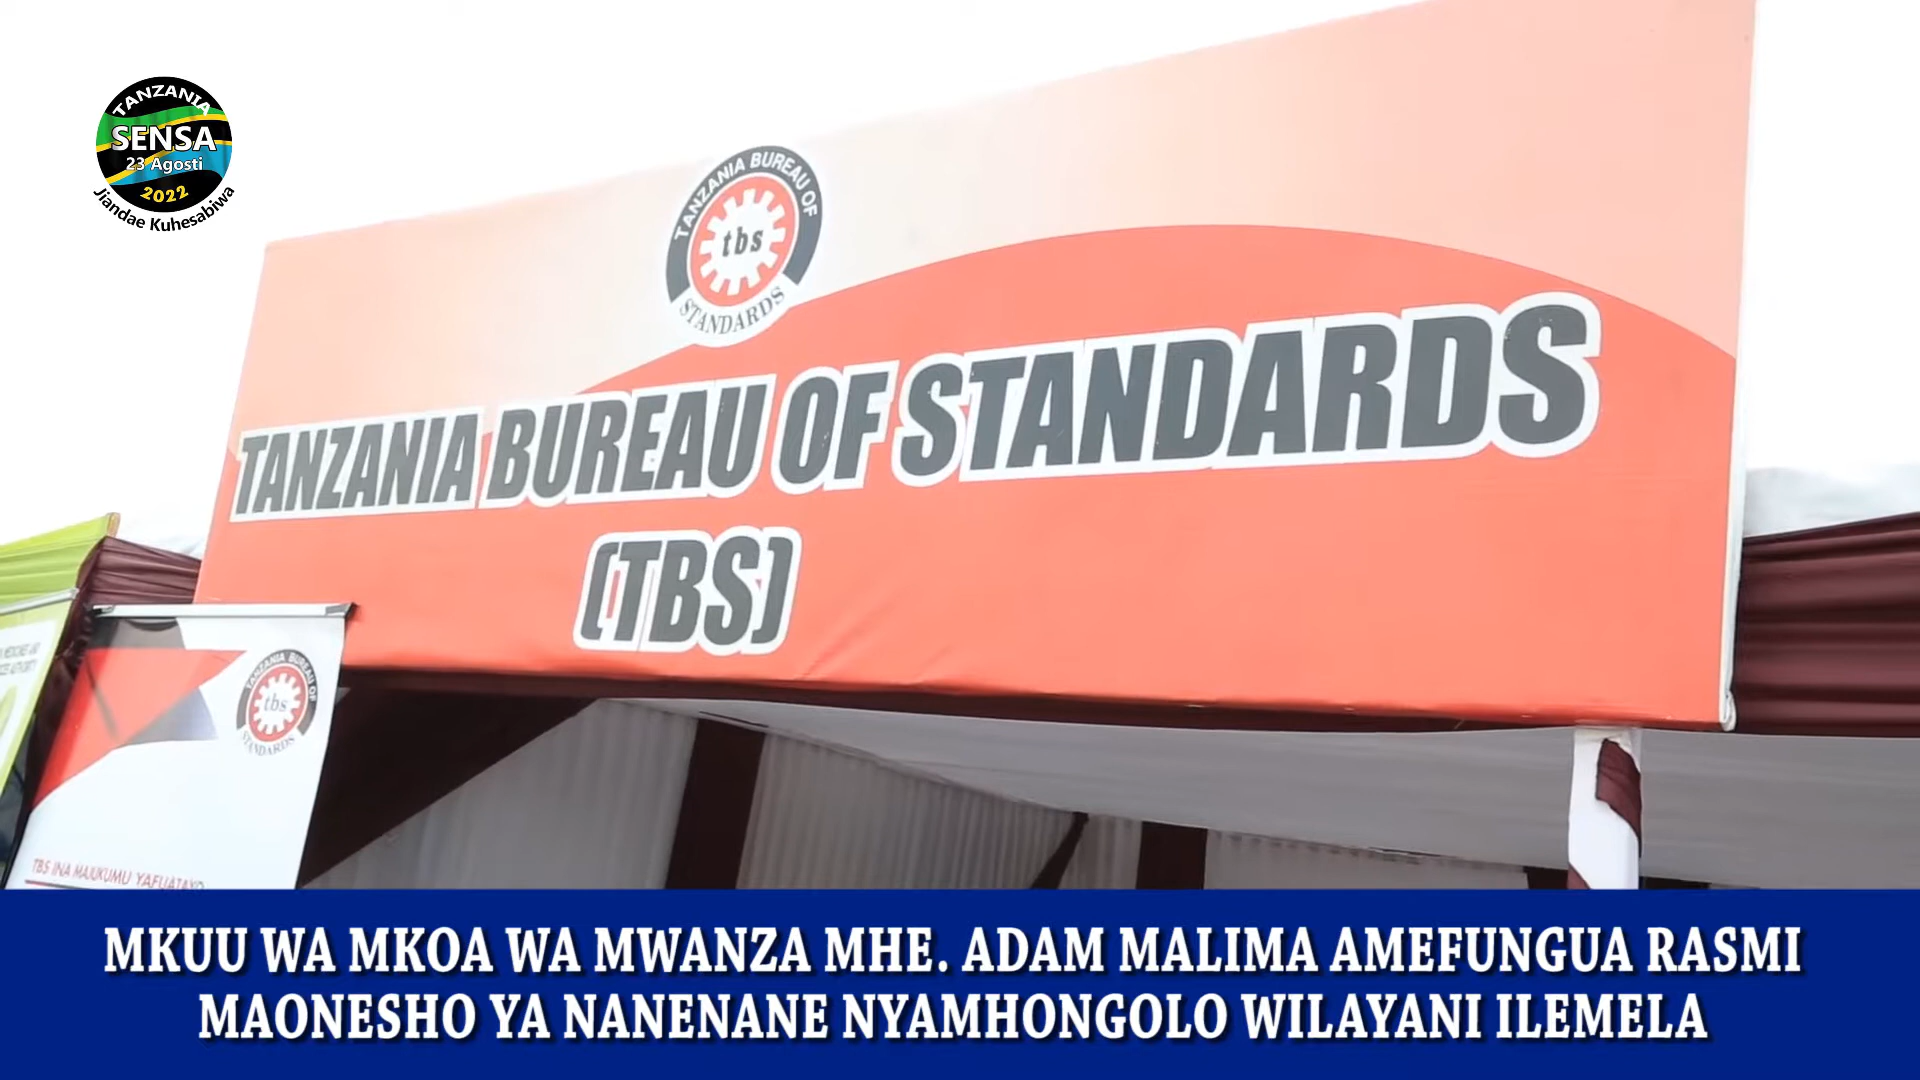 TANZANIA
SENSA
23 Agosti
2022
Jiandae Kuhesabiwa
TANZANIA BUREAU OF
tbs
STANDARDS
TANZANIA BUREAU OF STANDARDS
(TBS)
TANZANIA BUREAU OF
tbs
STANDARDS
TBS INA MAJUKUMU YAFUATAYO
MKUU WA MKOA WA MWANZA MHE. ADAM MALIMA AMEFUNGUA RASMI
MAONESHO YA NANENANE NYAMHONGOLO WILAYANI ILEMELA